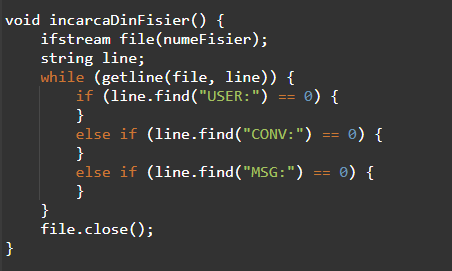 void incarcaDinFisier() {
    ifstream file(numeFisier);
    string line;
    while (getline(file, line)) {
        if (line.find("USER:") == 0) {
        }
        else if (line.find("CONV:") == 0) {
        }
        else if (line.find("MSG:") == 0) {
        }
    }
    file.close();
}